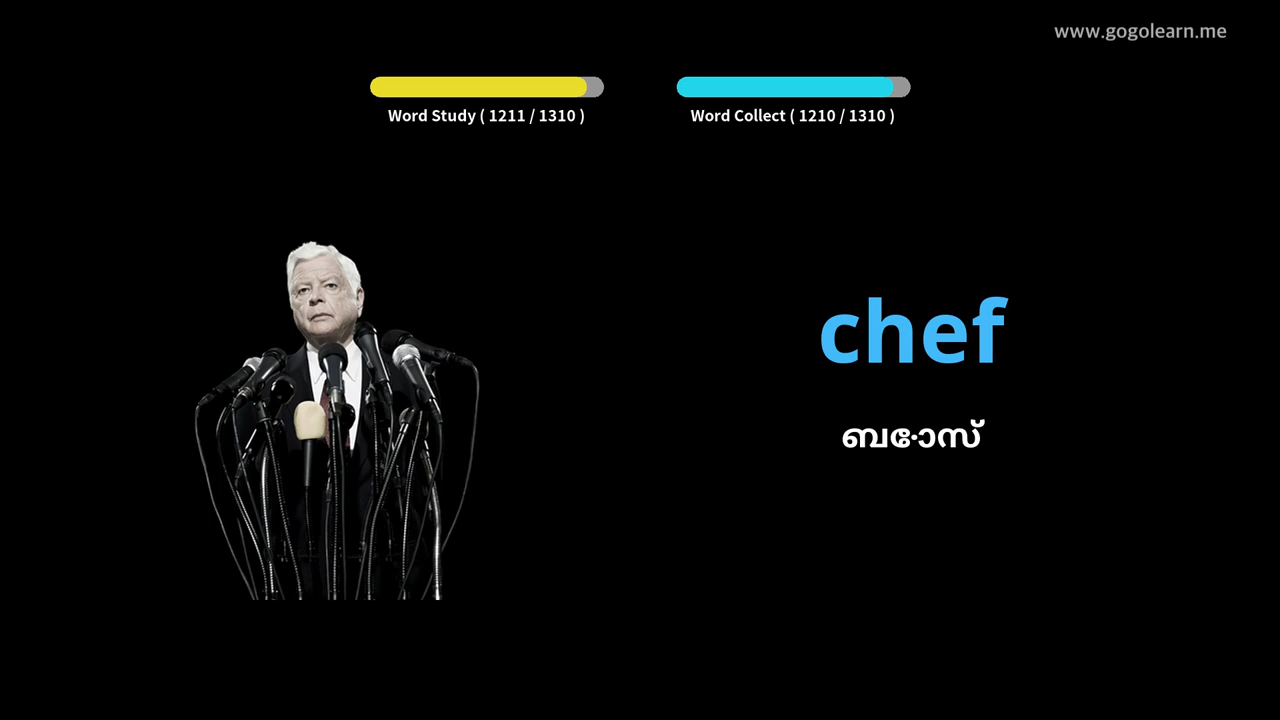 www.gogolearn.me
Word Study ( 1211 / 1310 )
Word Collect ( 1210 / 1310 )
chef
ബോസ്